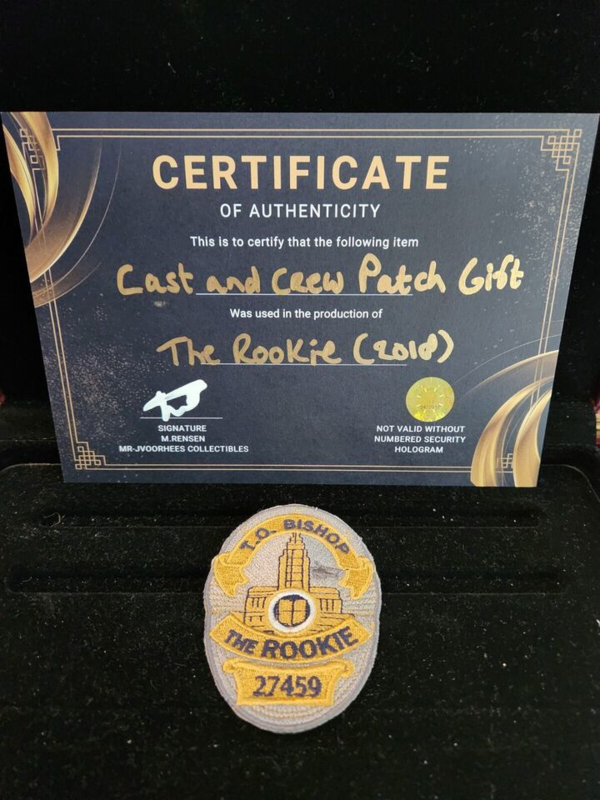 CERTIFICATE
OF AUTHENTICITY
This is to certify that the following item
Cast and Crew Patch Gift
Was used in the production of
The Rookie (2018)
SIGNATURE
M.RENSEN
MR-JVOORHEES COLLECTIBLES
NOT VALID WITHOUT
NUMBERED SECURITY
HOLOGRAM
T.O. BISHOP
THE ROOKIE
27459